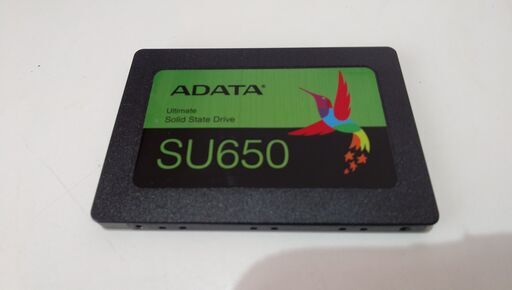 ADATA
Ultimate
Solid State Drive
SU650